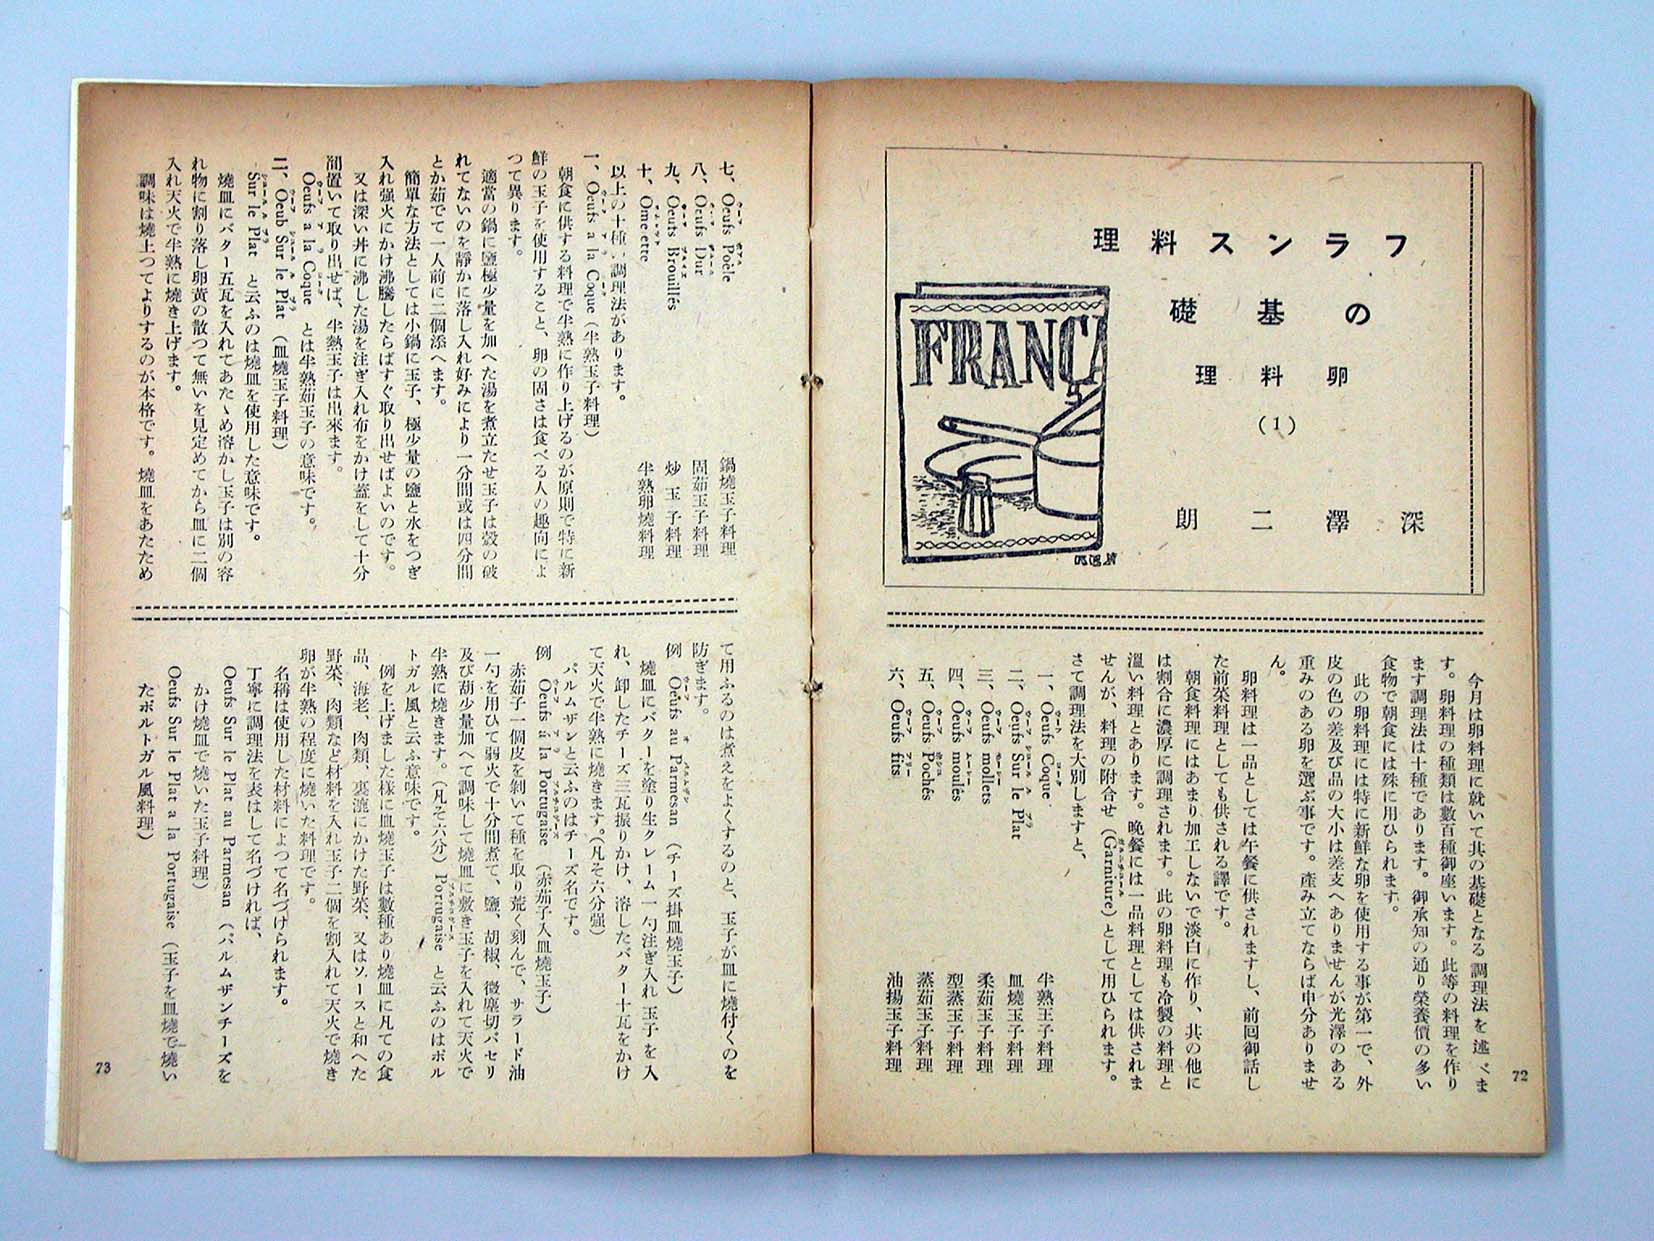 フランス料理
の基礎
卵料理
(1)
深澤二朗
FRANÇA
KEN
今月は卵料理に就いて其の基礎となる調理法を述べま
す。卵料理の種類は數百種御座います。此等の料理を作り
ます調理法は十種であります。御承知の通り榮養價の多い
食物で朝食には殊に用ひられます。
此の卵料理には特に新鮮な卵を使用する事が第一で、外
皮の色の差及び品の大小は差支へありませんが光澤のある
重みのある卵を選ぶ事です。產み立てならば申分ありませ
ん。
卵料理は一品としては午餐に供されますし、前回御話し
た前菜料理としても供される譯です。
朝食料理にはあまり加工しないで淡白に作り、其の他に
は割合に濃厚に調理されます。此の卵料理も冷製の料理と
溫い料理とあります。晚餐には一品料理としては供されま
せんが、料理の附合せ（Garniture）として用ひられます。
さて調理法を大別しますと、
一、Oeufs Coque 半熟玉子料理
二、Oeufs Sur le Plat 皿燒玉子料理
三、Oeufs mollets 柔茹玉子料理
四、Oeufs moulés 型蒸玉子料理
五、Oeufs Pochés 蒸茹玉子料理
六、Oeufs fits 油揚玉子料理
72
七、Oeufs Poêle 鍋燒玉子料理
八、Oeufs Dur 固茹玉子料理
九、Oeufs Brouillés 炒玉子料理
十、Omelette 半熟卵燒料理
以上の十種い調理法があります。
一、Oeufs a la Coque（半熟玉子料理）
朝食に供する料理で半熟に作り上げるのが原則で特に新
鮮の玉子を使用すること、卵の固さは食べる人の趣向によ
つて異ります。
適當の鍋に鹽極少量を加へた湯を煮立たせ玉子は殼の破
れてないのを靜かに落し入れ好みにより一分間或は四分間
とか茹でて一人前に二個添へます。
簡單な方法としては小鍋に玉子、極少量の鹽と水をつぎ
入れ强火にかけ沸騰したらばすぐ取り出せばよいのです。
又は深い丼に沸した湯を注ぎ入れ布をかけ蓋をして十分
間置いて取り出せば、半熟玉子は出來ます。
Oeufs a la Coque とは半熟茹玉子の意味です。
二、Oeub Sur le Plat（皿燒玉子料理）
Sur le Plat と云ふのは燒皿を使用した意味です。
燒皿にバター五瓦を入れてあたゝめ溶かし玉子は別の容
れ物に割り落し卵黃の散つて無いを見定めてから皿に二個
入れ天火で半熟に燒き上げます。
調味は燒上つてよりするのが本格です。燒皿をあたため
て用ふるのは煮えをよくするのと、玉子が皿に燒付くのを
防ぎます。
例 Oeufs au Parmesan（チーズ掛皿燒玉子）
燒皿にバターを塗り生クレーム一勺注ぎ入れ玉子を入
れ、卸したチーズ三瓦振りかけ、溶したバター十瓦をかけ
て天火で半熟に燒きます。（凡そ六分强）
パルムザンと云ふのはチーズ名です。
例 Oeufs á la Portugaise（赤茄子入皿燒玉子）
赤茄子一個皮を剝いて種を取り荒く刻んで、サラード油
一勺を用ひて弱火で十分間煮て、鹽、胡椒、微塵切パセリ
及び葫少量加へて調味して燒皿に敷き玉子を入れて天火で
半熟に燒きます。（凡そ六分）Portugaise と云ふのはポル
トガル風と云ふ意味です。
例を上げました樣に皿燒玉子は數種あり燒皿に凡ての食
品、海老、肉類、裏漉にかけた野菜、又はソースと和へた
野菜、肉類など材料を入れ玉子二個を割入れて天火で燒き
卵が半熟の程度に燒いた料理です。
名稱は使用した材料によつて名づけられます。
丁寧に調理法を表はして名づければ、
Oeufs Sur le Plat au Parmesan（パルムザンチーズを
かけ燒皿で燒いた玉子料理）
Oeufs Sur le Plat a la Portugaise（玉子を皿燒で燒い
たポルトガル風料理）
73